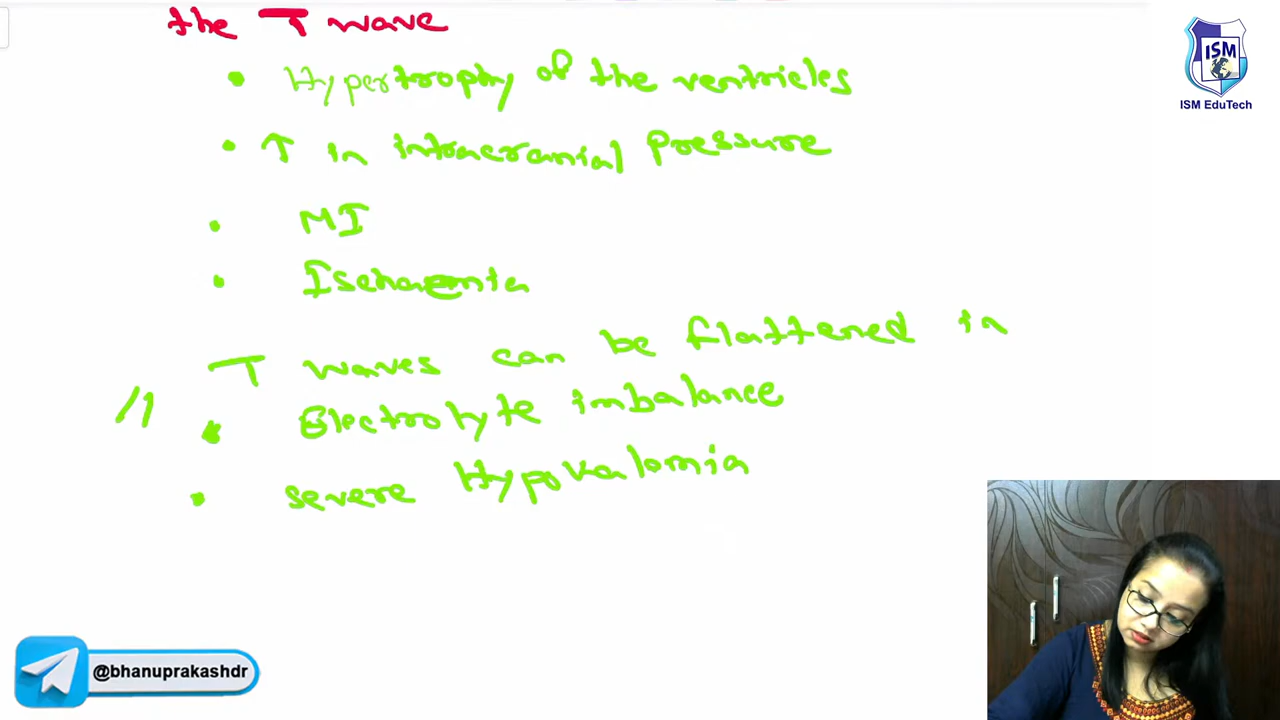 the T wave
ISM
ISM EduTech
• Hypertrophy of the ventricles
• ↑ in intracranial Pressure
• MI
• Ischaemia
T waves can be flattened in
// • Electrolyte imbalance
• severe Hypokalomia
@bhanuprakashdr